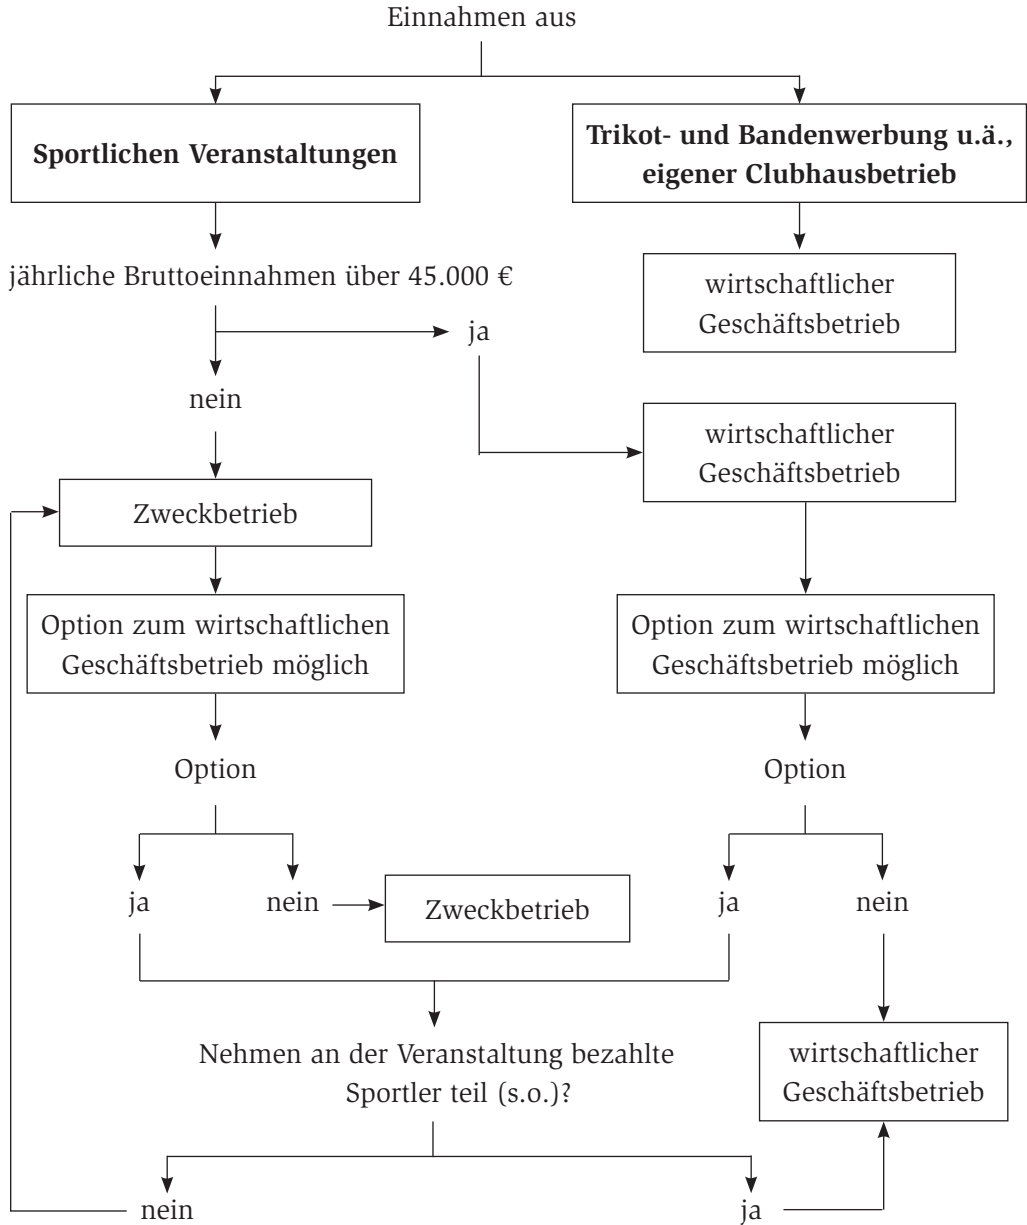 Einnahmen aus
Sportlichen Veranstaltungen
Trikot- und Bandenwerbung u.ä.,
eigener Clubhausbetrieb
jährliche Bruttoeinnahmen über 45.000 €
wirtschaftlicher
Geschäftsbetrieb
ja
nein
wirtschaftlicher
Geschäftsbetrieb
Zweckbetrieb
Option zum wirtschaftlichen
Geschäftsbetrieb möglich
Option zum wirtschaftlichen
Geschäftsbetrieb möglich
Option
Option
ja
nein
Zweckbetrieb
ja
nein
Nehmen an der Veranstaltung bezahlte
Sportler teil (s.o.)?
wirtschaftlicher
Geschäftsbetrieb
nein
ja